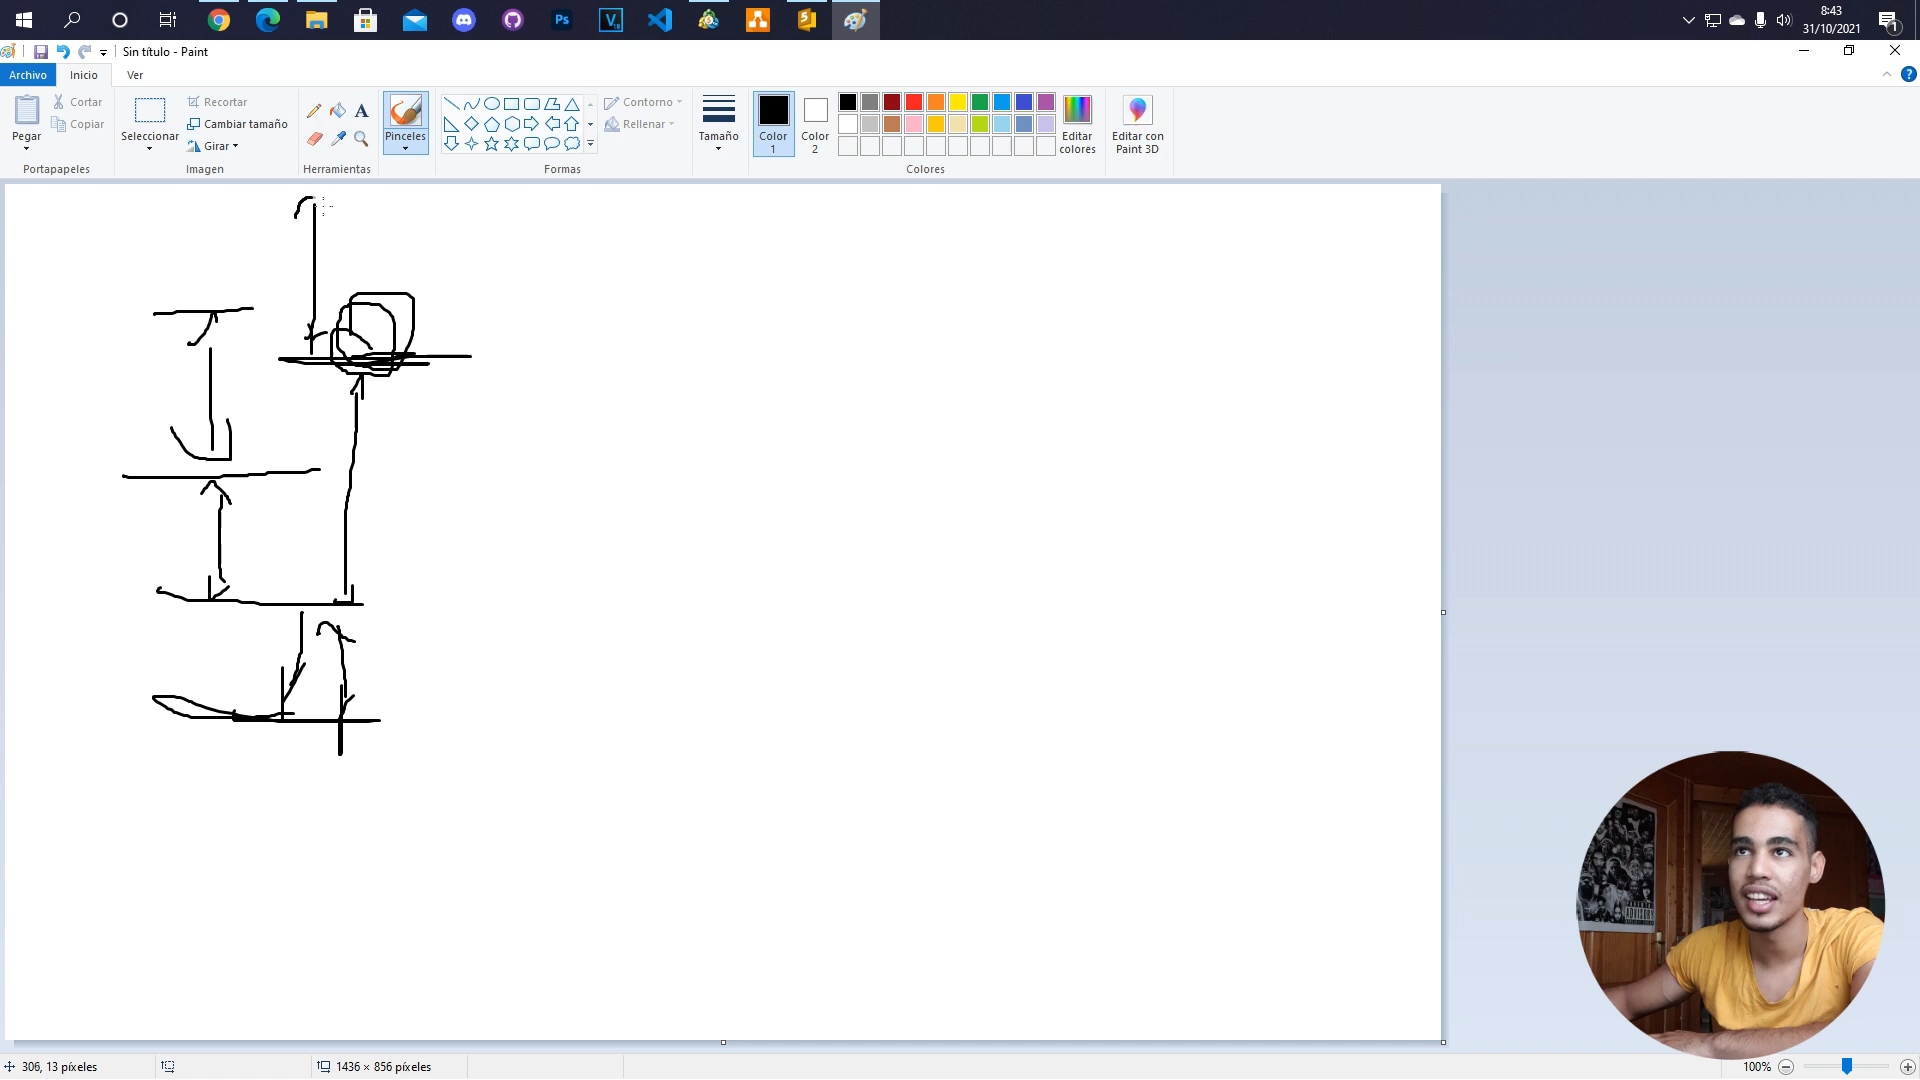 8:43
31/10/2021
1
Ps
Sin título - Paint
Archivo
Inicio
Ver
Pegar
Cortar
Copiar
Portapapeles
Seleccionar
Recortar
Cambiar tamaño
Girar
Imagen
A
Herramientas
Pinceles
Contorno
Rellenar
Formas
Tamaño
Color
1
Color
2
Editar
colores
Colores
Editar con
Paint 3D
306, 13 píxeles
1436 × 856 píxeles
100%